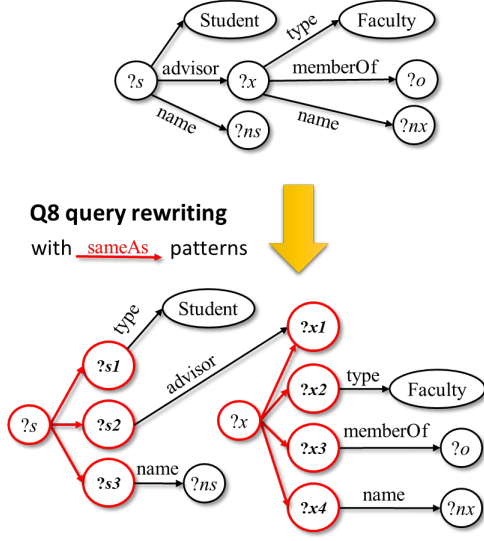 Student
type
Faculty
?s
advisor
?x
memberOf
?o
name
?ns
name
?nx
Q8 query rewriting
with sameAs patterns
type
Student
?s1
advisor
?x1
?x2
type
Faculty
?s
?s2
?x
?x3
memberOf
?o
?s3
name
?ns
?x4
name
?nx